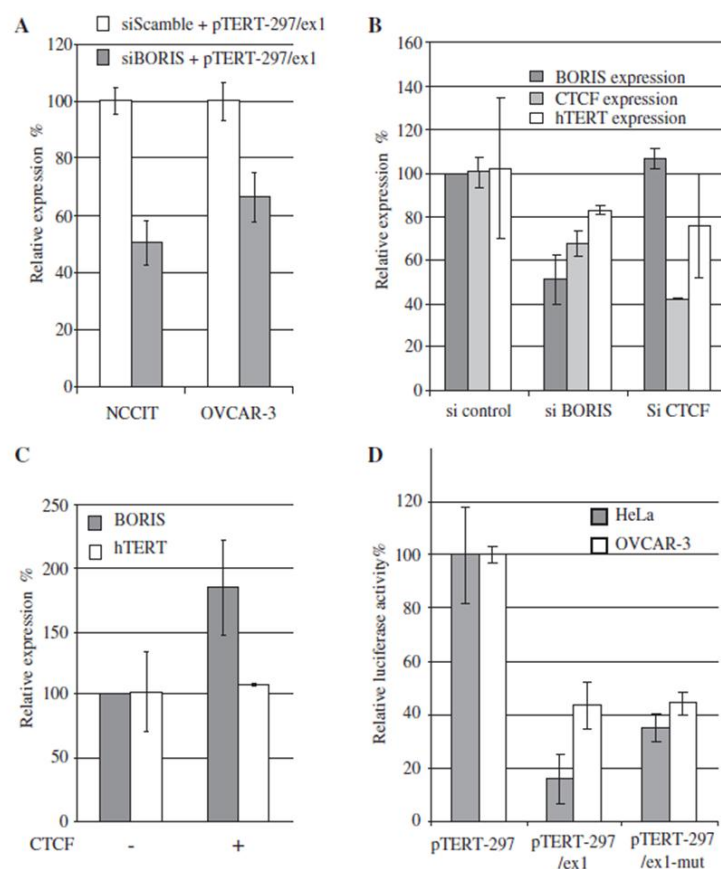 A
siScamble + pTERT-297/ex1
siBORIS + pTERT-297/ex1
Relative expression %
120
100
80
60
40
20
0
NCCIT OVCAR-3
B
BORIS expression
CTCF expression
hTERT expression
Relative expression %
160
140
120
100
80
60
40
20
0
si control si BORIS Si CTCF
C
BORIS
hTERT
Relative expression %
250
200
150
100
50
0
CTCF - +
D
HeLa
OVCAR-3
Relative luciferase activity%
120
100
80
60
40
20
0
pTERT-297 pTERT-297 pTERT-297
/ex1 /ex1-mut